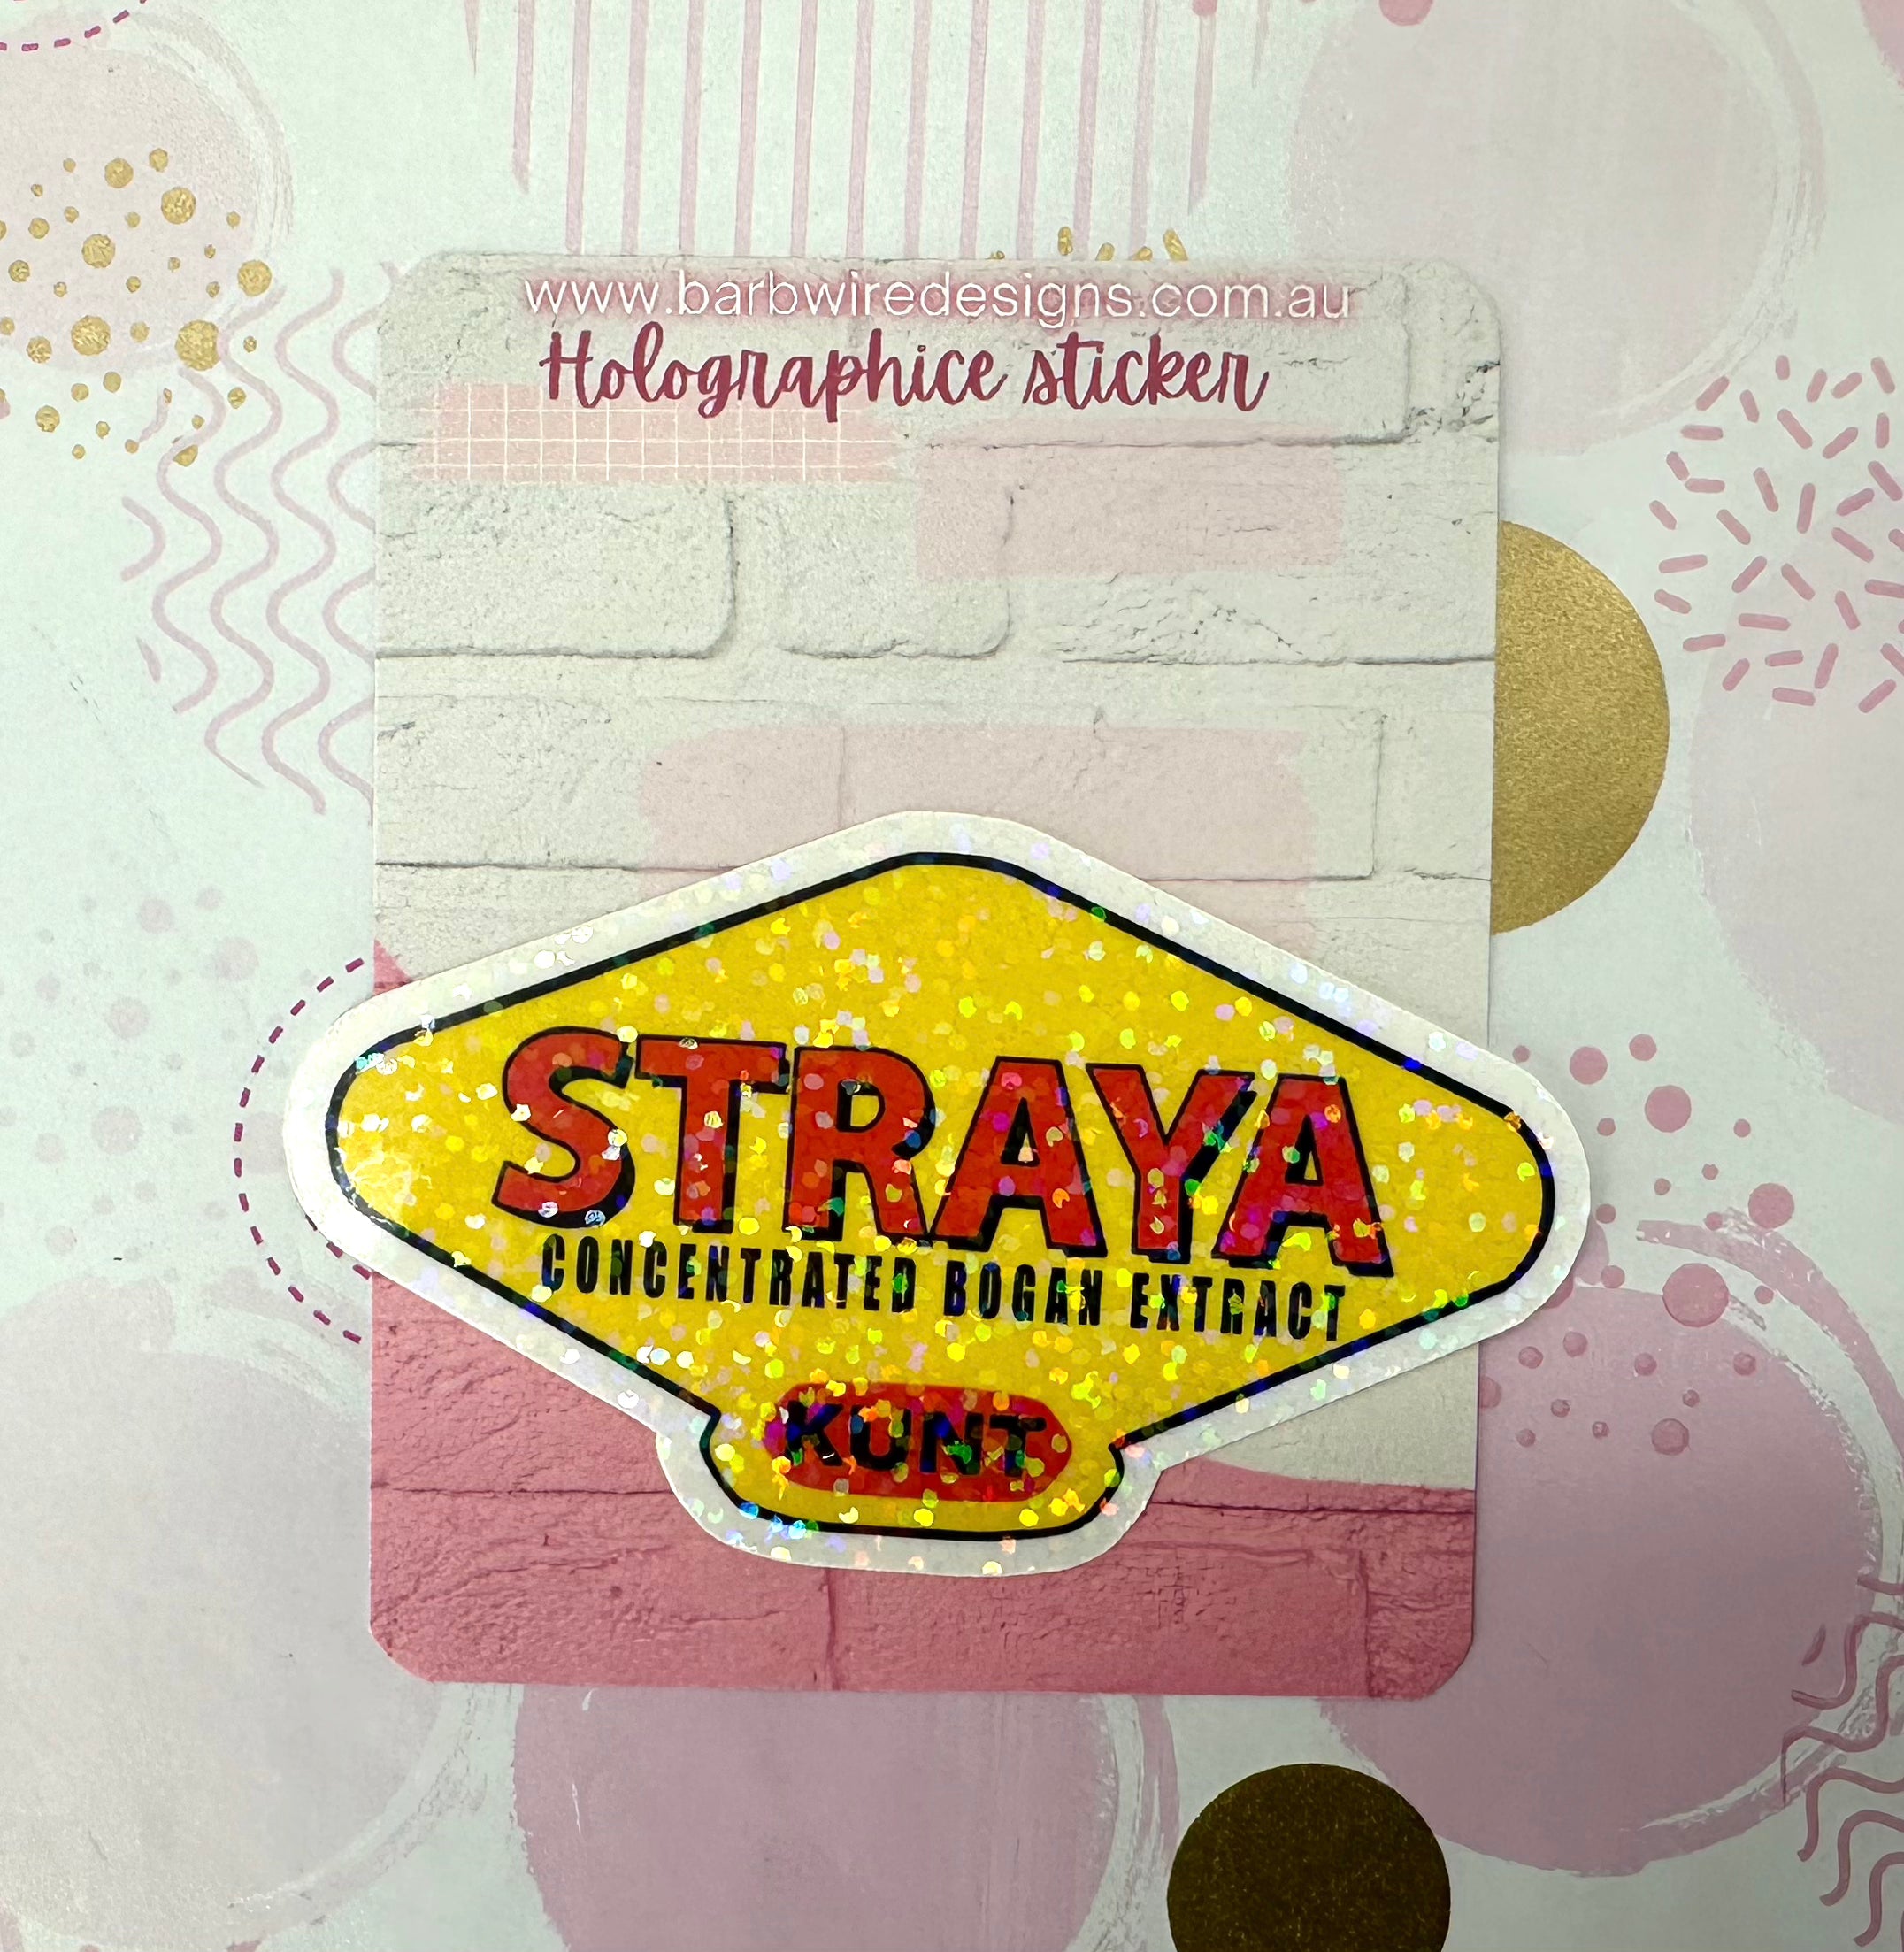 www.barbwiredesigns.com.au
Holographice sticker
STRAYA
CONCENTRATED BOGAN EXTRACT
KUNT